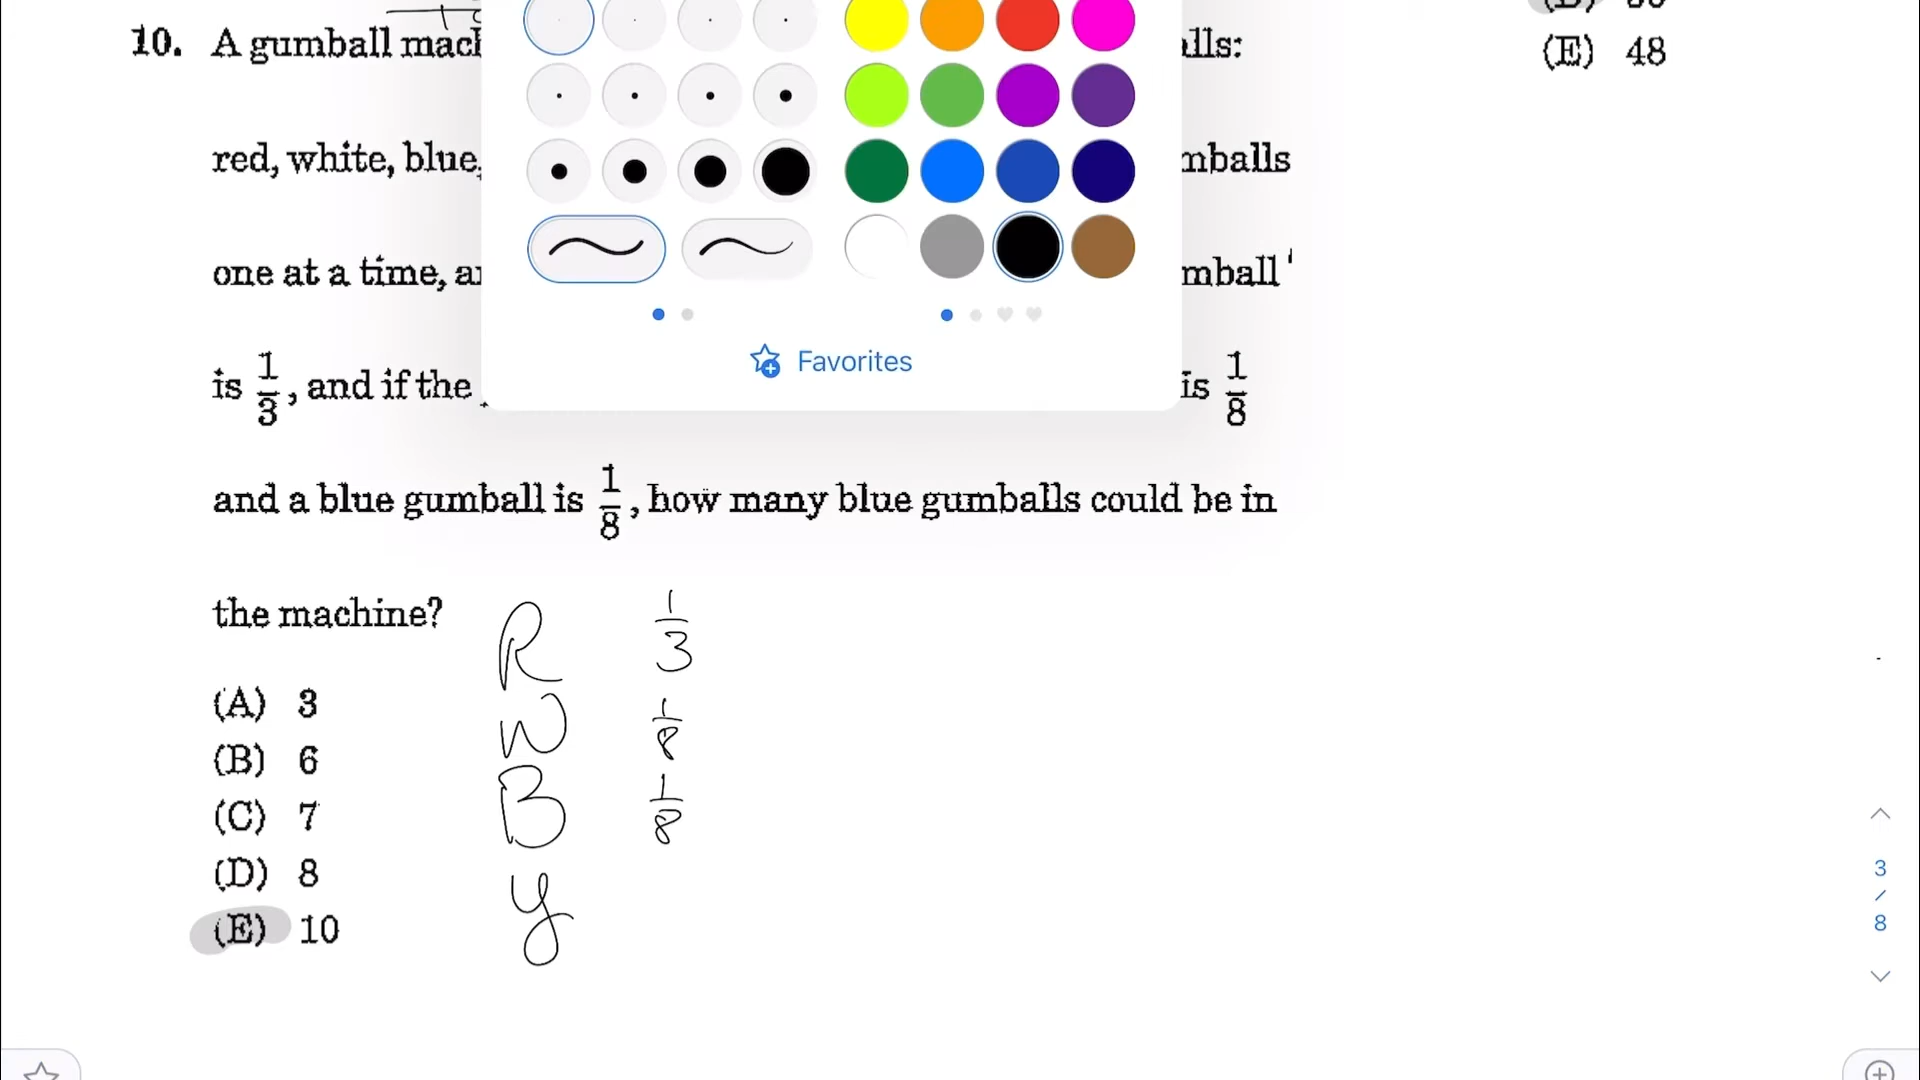 (E) 48
10. A gumball
red, white, blue, mballs
one at a time, mball
is 1/3, and if the is 1/8
and a blue gumball is 1/8, how many blue gumballs could be in
the machine?
R 1/3
W 1/8
B 1/8
y
(A) 3
(B) 6
(C) 7
(D) 8
(E) 10
Favorites
3
/
8